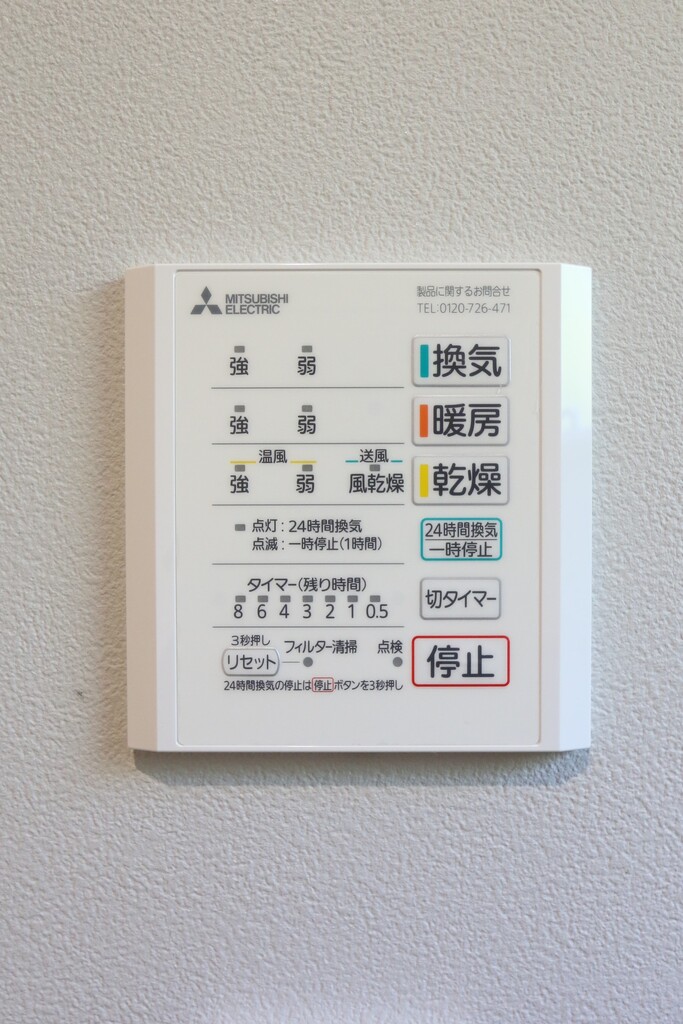 MITSUBISHI
ELECTRIC
製品に関するお問合せ
TEL:0120-726-471
強 弱 換気
強 弱 暖房
温風 送風
強 弱 風乾燥 乾燥
点灯:24時間換気
点滅:一時停止(1時間)
24時間換気
一時停止
タイマー(残り時間)
8 6 4 3 2 1 0.5
切タイマー
3秒押し
リセット フィルター清掃 点検
停止
24時間換気の停止は停止ボタンを3秒押し